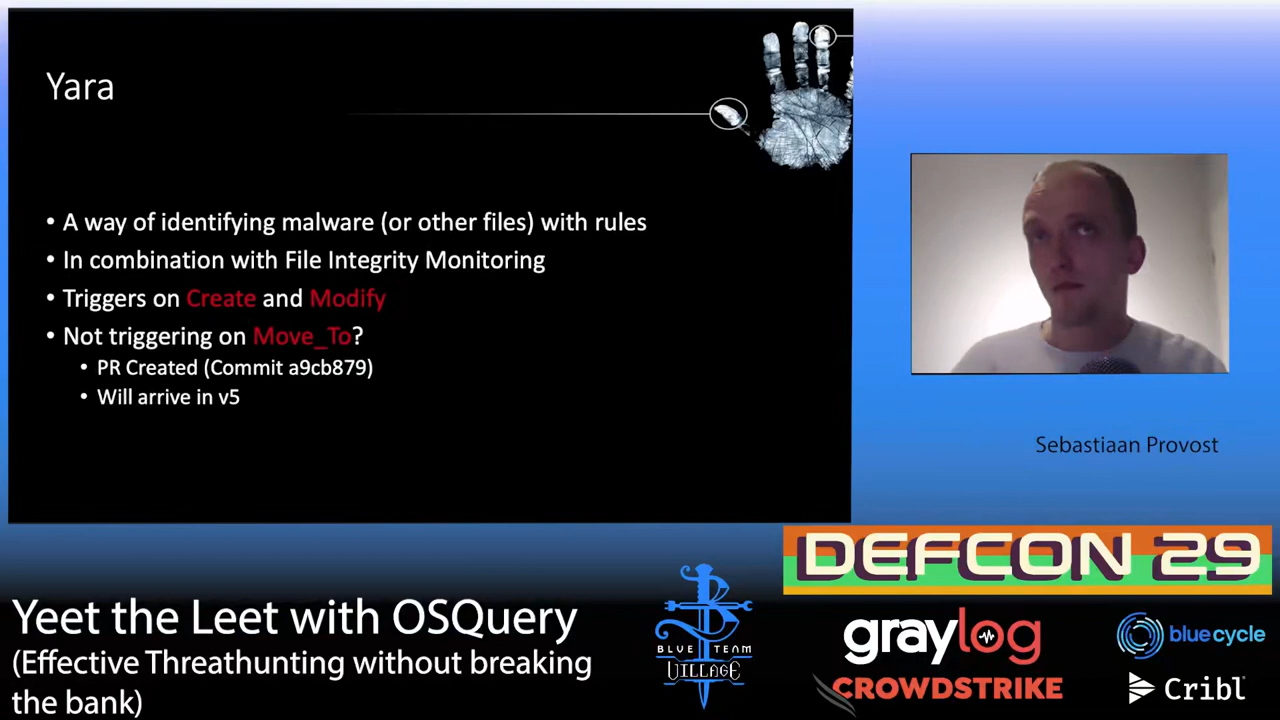 Yara
• A way of identifying malware (or other files) with rules
• In combination with File Integrity Monitoring
• Triggers on Create and Modify
• Not triggering on Move_To?
• PR Created (Commit a9cb879)
• Will arrive in v5
Sebastiaan Provost
DEFCON 29
Yeet the Leet with OSQuery
(Effective Threathunting without breaking
the bank)
BLUE TEAM
VILLAGE
graylog
CROWDSTRIKE
bluecycle
Cribl